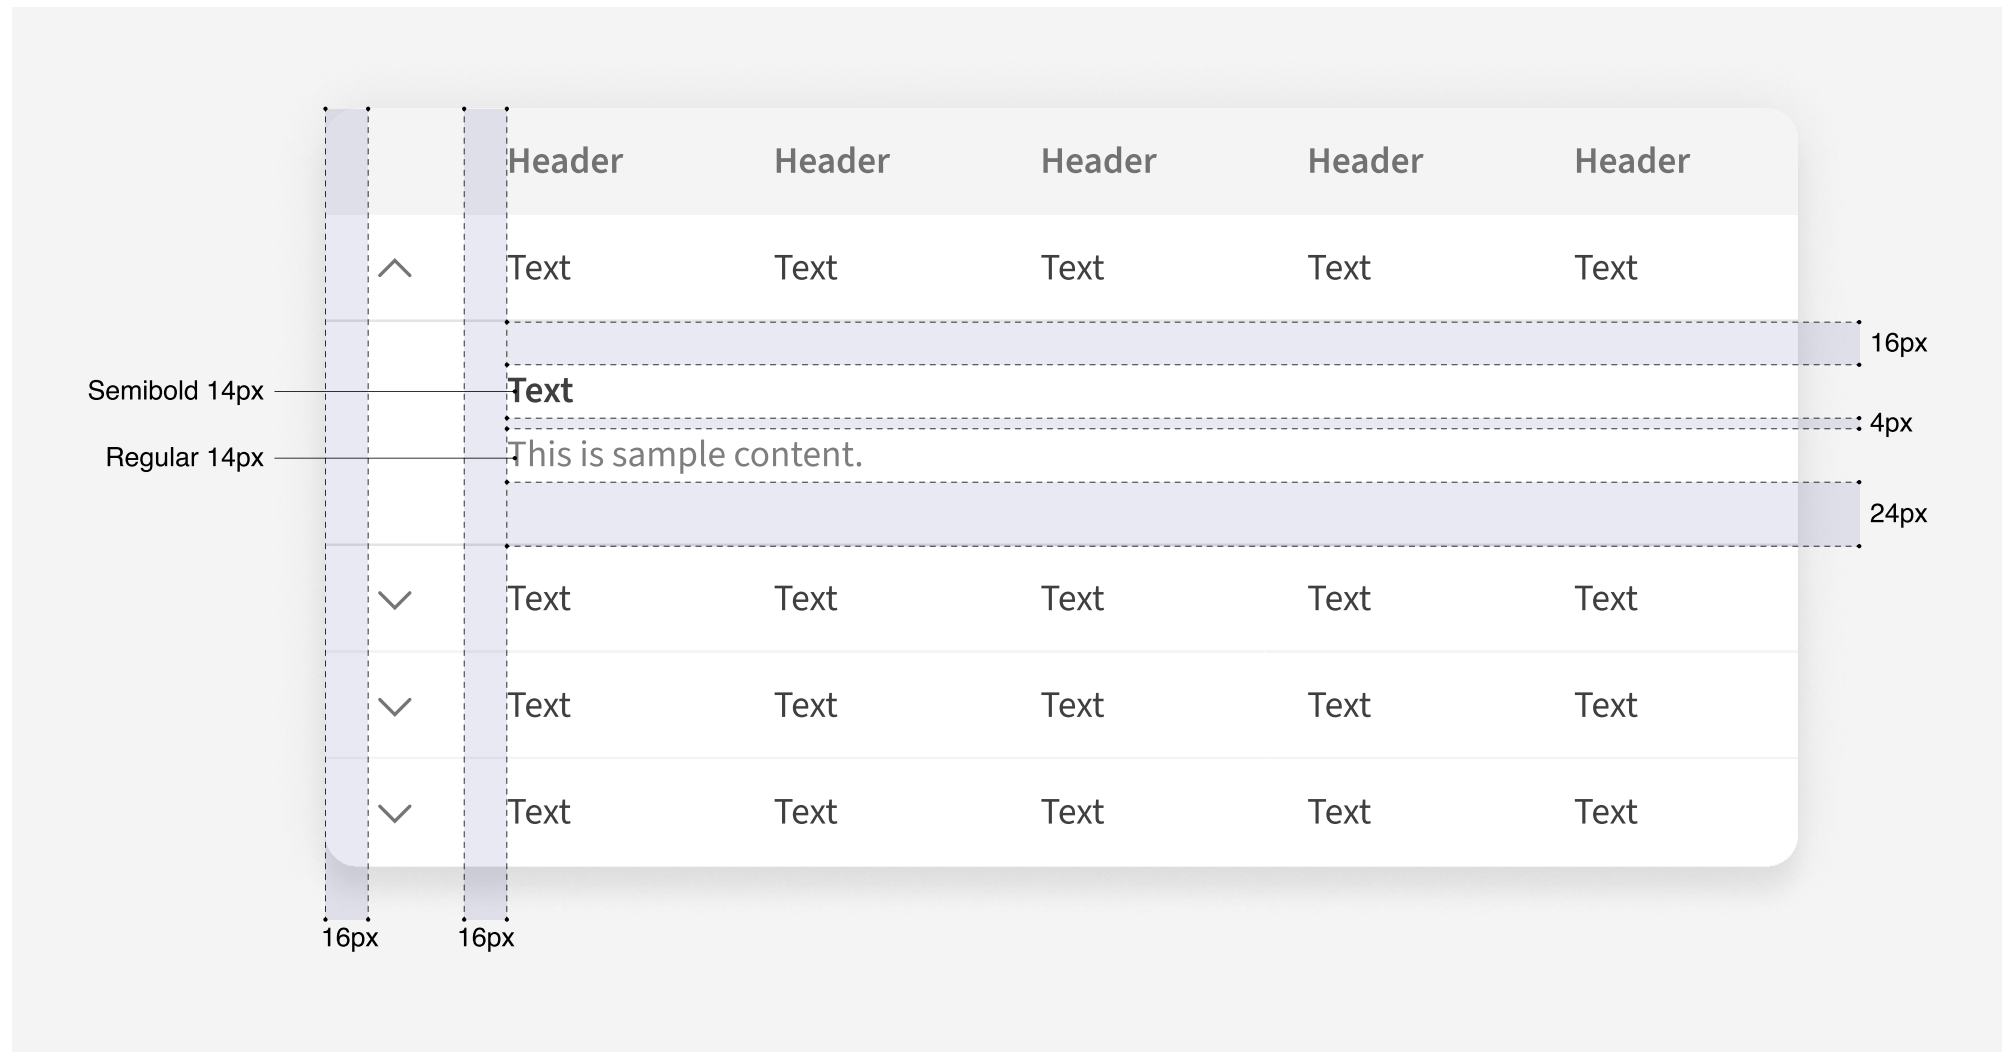 Header Header Header Header Header
Text Text Text Text Text
16px
Semibold 14px Text
4px
Regular 14px This is sample content.
24px
Text Text Text Text Text
Text Text Text Text Text
Text Text Text Text Text
16px 16px